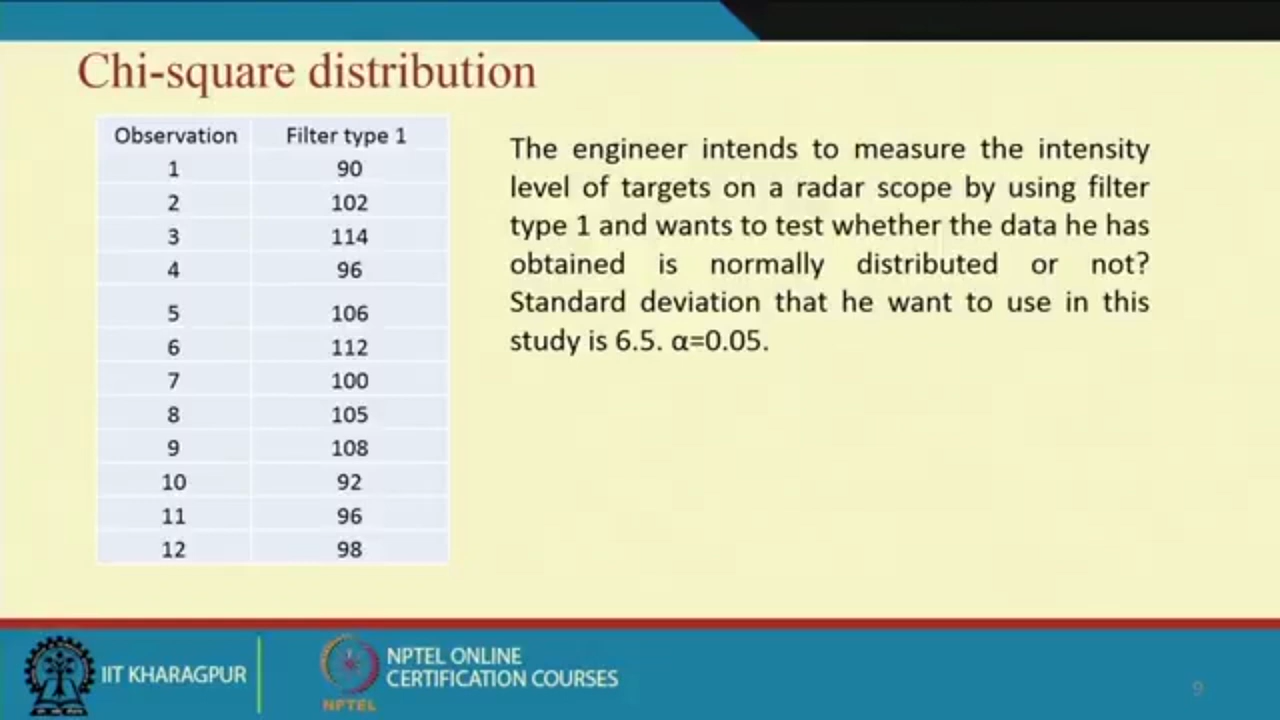 Chi-square distribution
Observation Filter type 1
1 90
2 102
3 114
4 96
5 106
6 112
7 100
8 105
9 108
10 92
11 96
12 98
The engineer intends to measure the intensity
level of targets on a radar scope by using filter
type 1 and wants to test whether the data he has
obtained is normally distributed or not?
Standard deviation that he want to use in this
study is 6.5. α=0.05.
IIT KHARAGPUR
NPTEL ONLINE
CERTIFICATION COURSES
NPTEL
9